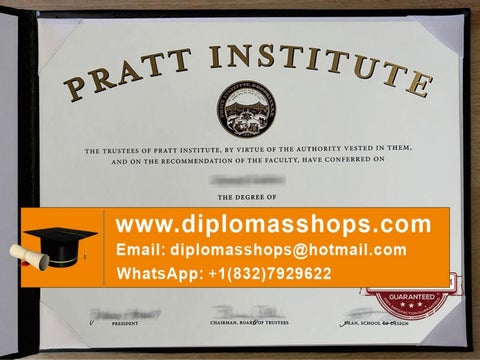 PRATT INSTITUTE
THE TRUSTEES OF PRATT INSTITUTE, BY VIRTUE OF THE AUTHORITY VESTED IN THEM,
AND ON THE RECOMMENDATION OF THE FACULTY, HAVE CONFERRED ON
THE DEGREE OF
www.diplomasshops.com
Email: diplomasshops@hotmail.com
WhatsApp: +1(832)7929622
GUARANTEED
PRESIDENT
CHAIRMAN, BOARD OF TRUSTEES
DEAN, SCHOOL OF DESIGN